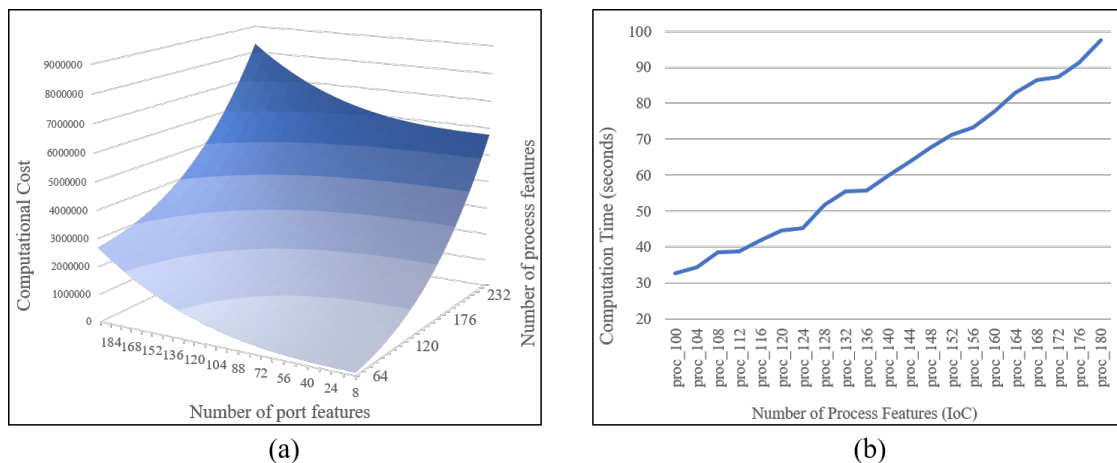 9000000
8000000
7000000
6000000
5000000
4000000
3000000
2000000
1000000
0
Computational Cost
184 168 152 136 120 104 88 72 56 40 24 8
Number of port features
64 120 176 232
Number of process features
(a)
100
90
80
70
60
50
40
30
20
Computation Time (seconds)
proc_100 proc_104 proc_108 proc_112 proc_116 proc_120 proc_124 proc_128 proc_132 proc_136 proc_140 proc_144 proc_148 proc_152 proc_156 proc_160 proc_164 proc_168 proc_172 proc_176 proc_180
Number of Process Features (IoC)
(b)